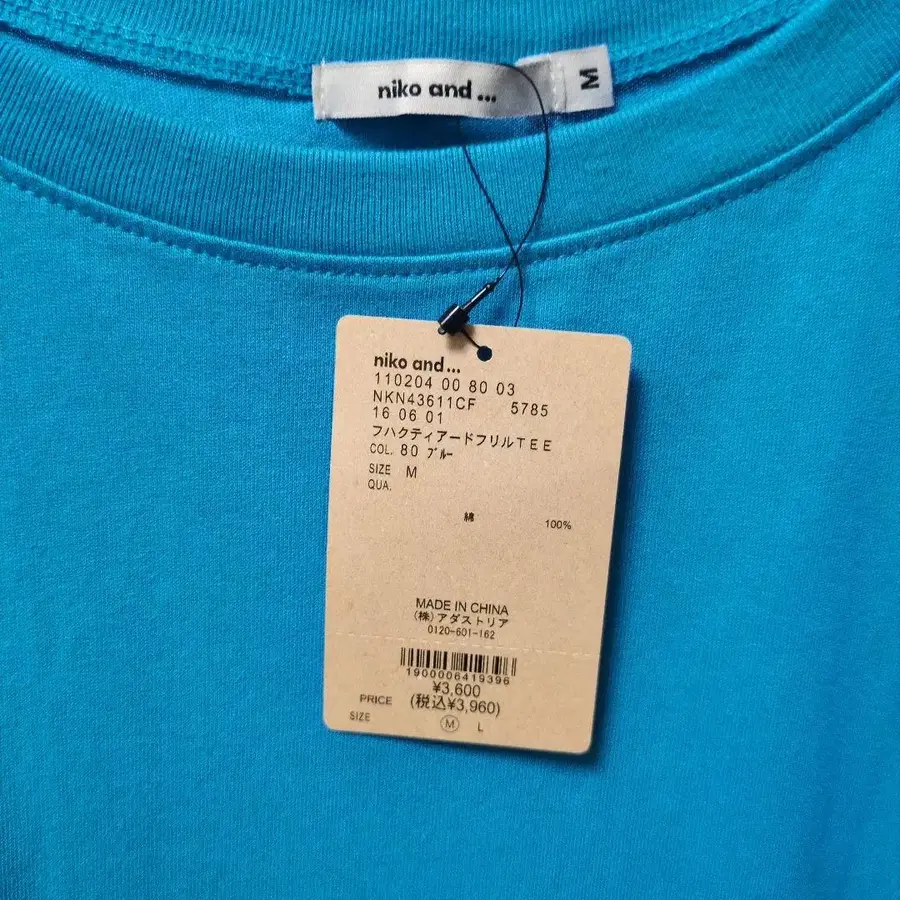 niko and ...
M
niko and ...
110204 00 80 03
NKN43611CF 5785
16 06 01
フハクティアードフリルTEE
COL. 80 ブルー
SIZE M
QUA.
綿 100%
MADE IN CHINA
(株)アダストリア
0120-601-162
1900006419396
¥3,600
PRICE (税込¥3,960)
SIZE M L